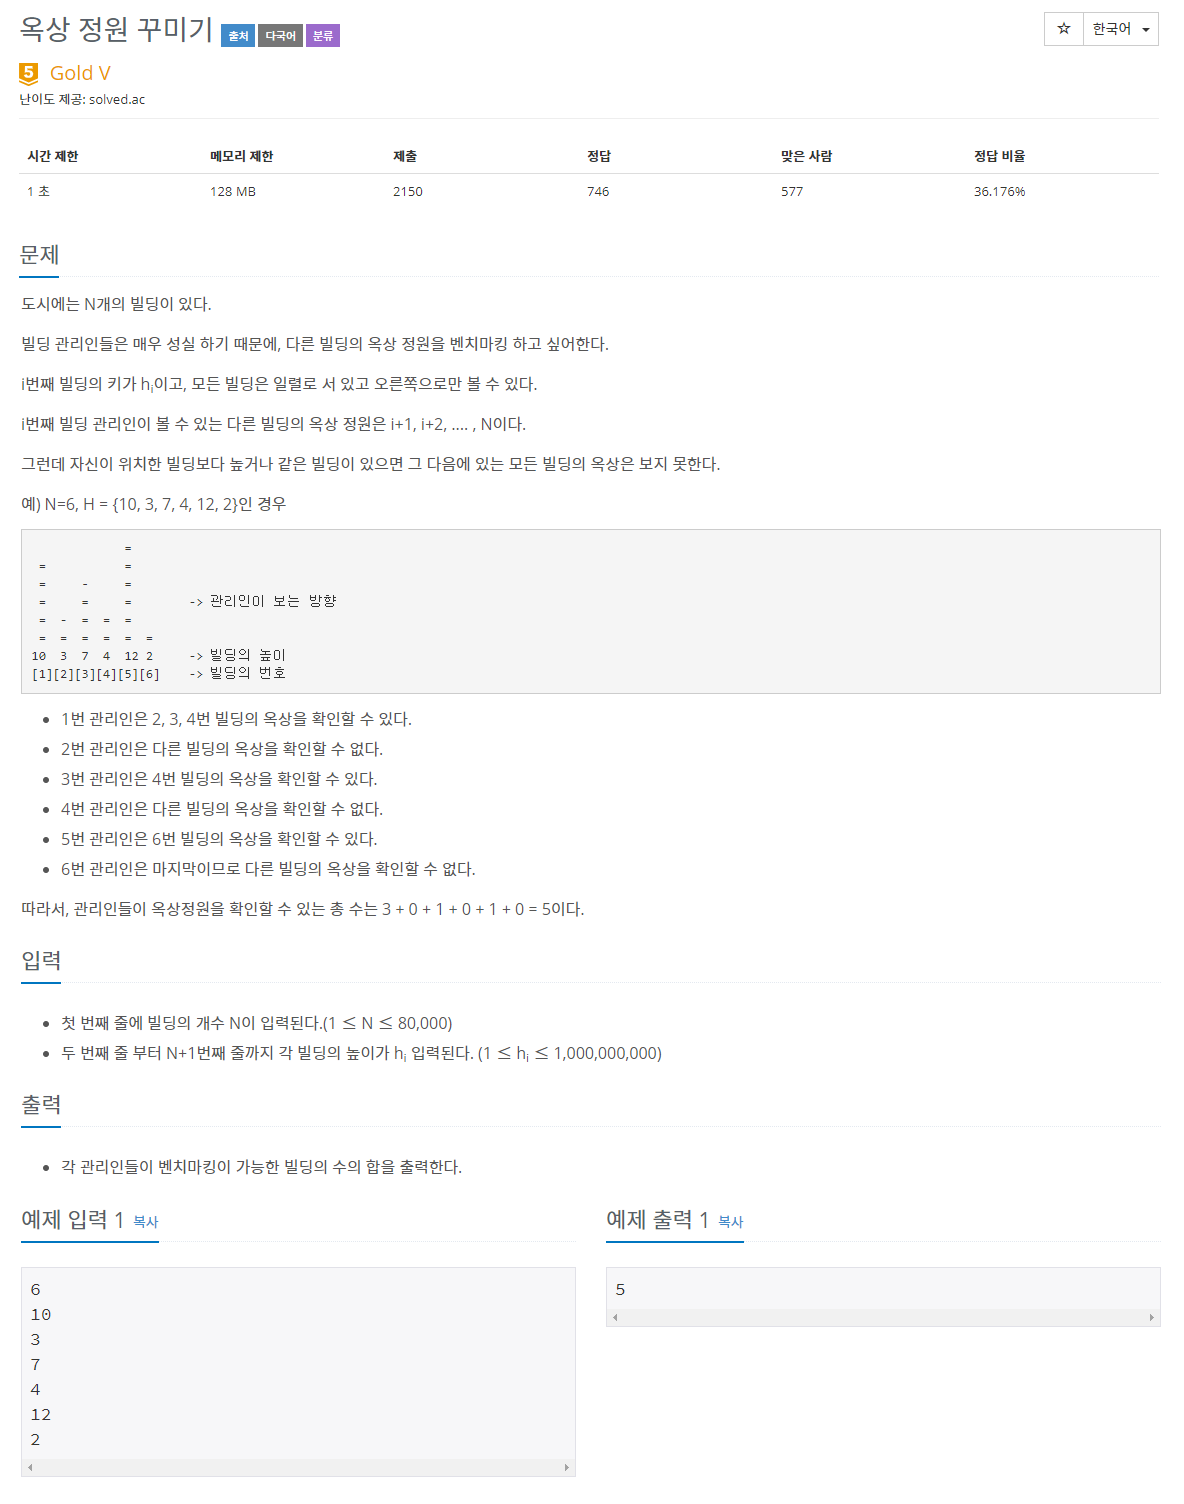 옥상 정원 꾸미기 출처 다국어 분류
☆ 한국어
5 Gold V
난이도 제공: solved.ac
시간 제한 메모리 제한 제출 정답 맞은 사람 정답 비율
1 초 128 MB 2150 746 577 36.176%
문제
도시에는 N개의 빌딩이 있다.
빌딩 관리인들은 매우 성실 하기 때문에, 다른 빌딩의 옥상 정원을 벤치마킹 하고 싶어한다.
i번째 빌딩의 키가 hi이고, 모든 빌딩은 일렬로 서 있고 오른쪽으로만 볼 수 있다.
i번째 빌딩 관리인이 볼 수 있는 다른 빌딩의 옥상 정원은 i+1, i+2, .... , N이다.
그런데 자신이 위치한 빌딩보다 높거나 같은 빌딩이 있으면 그 다음에 있는 모든 빌딩의 옥상은 보지 못한다.
예) N=6, H = {10, 3, 7, 4, 12, 2}인 경우
=
= =
= - =
= = = -> 관리인이 보는 방향
= - = = =
= = = = = =
10 3 7 4 12 2 -> 빌딩의 높이
[1][2][3][4][5][6] -> 빌딩의 번호
• 1번 관리인은 2, 3, 4번 빌딩의 옥상을 확인할 수 있다.
• 2번 관리인은 다른 빌딩의 옥상을 확인할 수 없다.
• 3번 관리인은 4번 빌딩의 옥상을 확인할 수 있다.
• 4번 관리인은 다른 빌딩의 옥상을 확인할 수 없다.
• 5번 관리인은 6번 빌딩의 옥상을 확인할 수 있다.
• 6번 관리인은 마지막이므로 다른 빌딩의 옥상을 확인할 수 없다.
따라서, 관리인들이 옥상정원을 확인할 수 있는 총 수는 3 + 0 + 1 + 0 + 1 + 0 = 5이다.
입력
• 첫 번째 줄에 빌딩의 개수 N이 입력된다.(1 ≤ N ≤ 80,000)
• 두 번째 줄 부터 N+1번째 줄까지 각 빌딩의 높이가 hi 입력된다. (1 ≤ hi ≤ 1,000,000,000)
출력
• 각 관리인들이 벤치마킹이 가능한 빌딩의 수의 합을 출력한다.
예제 입력 1 복사
6
10
3
7
4
12
2
예제 출력 1 복사
5